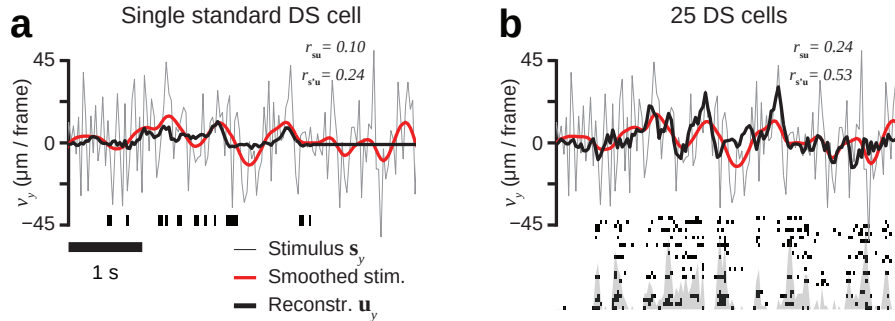 a
Single standard DS cell
r_su = 0.10
r_s'u = 0.24
45
0
−45
v_y (µm / frame)
1 s
Stimulus s_y
Smoothed stim.
Reconstr. u_y
b
25 DS cells
r_su = 0.24
r_s'u = 0.53
45
0
−45
v_y (µm / frame)